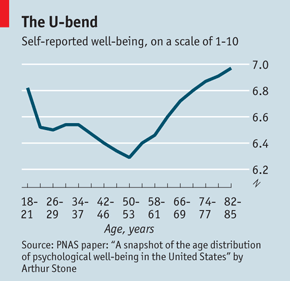 The U-bend
Self-reported well-being, on a scale of 1-10
7.0
6.8
6.6
6.4
6.2
18- 26- 34- 42- 50- 58- 66- 74- 82-
21 29 37 46 53 61 69 77 85
Age, years
Source: PNAS paper: “A snapshot of the age distribution
of psychological well-being in the United States” by
Arthur Stone